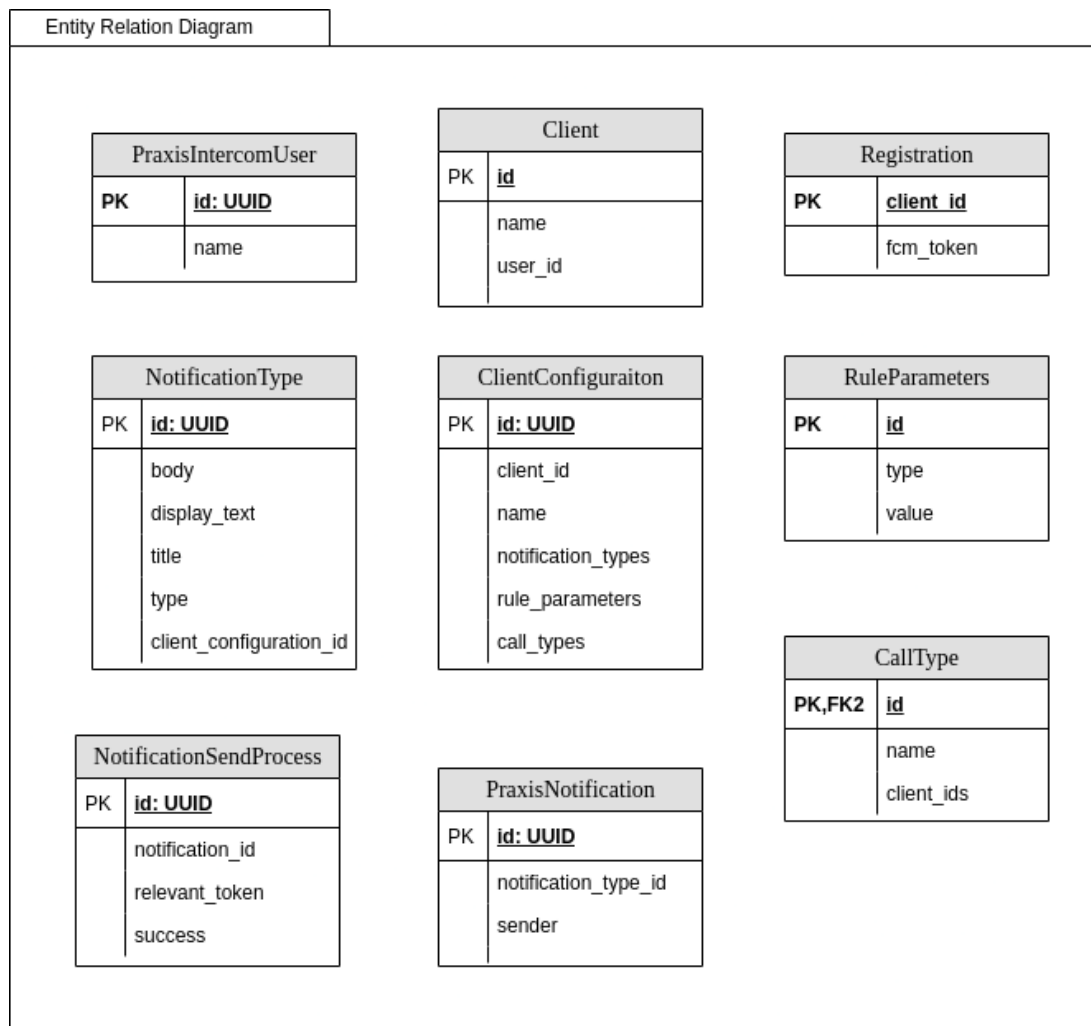 Entity Relation Diagram
PraxisIntercomUser
PK id: UUID
name
Client
PK id
name
user_id
Registration
PK client_id
fcm_token
NotificationType
PK id: UUID
body
display_text
title
type
client_configuration_id
ClientConfiguraiton
PK id: UUID
client_id
name
notification_types
rule_parameters
call_types
RuleParameters
PK id
type
value
CallType
PK,FK2 id
name
client_ids
NotificationSendProcess
PK id: UUID
notification_id
relevant_token
success
PraxisNotification
PK id: UUID
notification_type_id
sender